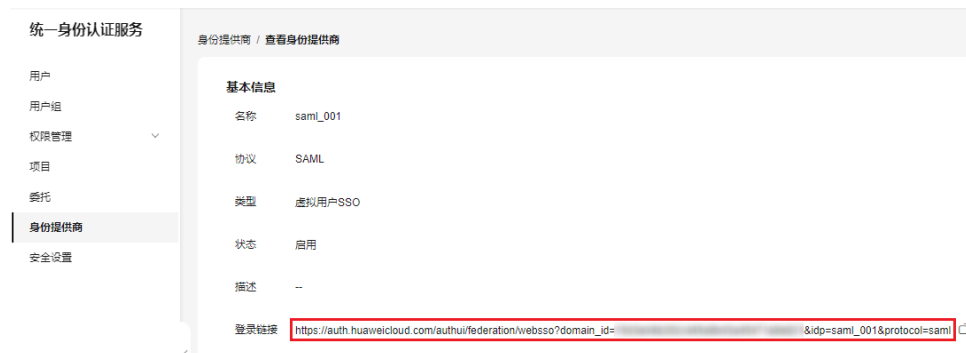 统一身份认证服务
身份提供商 / 查看身份提供商
用户
用户组
权限管理
项目
委托
身份提供商
安全设置
基本信息
名称 saml_001
协议 SAML
类型 虚拟用户SSO
状态 启用
描述 --
登录链接 https://auth.huaweicloud.com/authui/federation/websso?domain_id= &idp=saml_001&protocol=saml